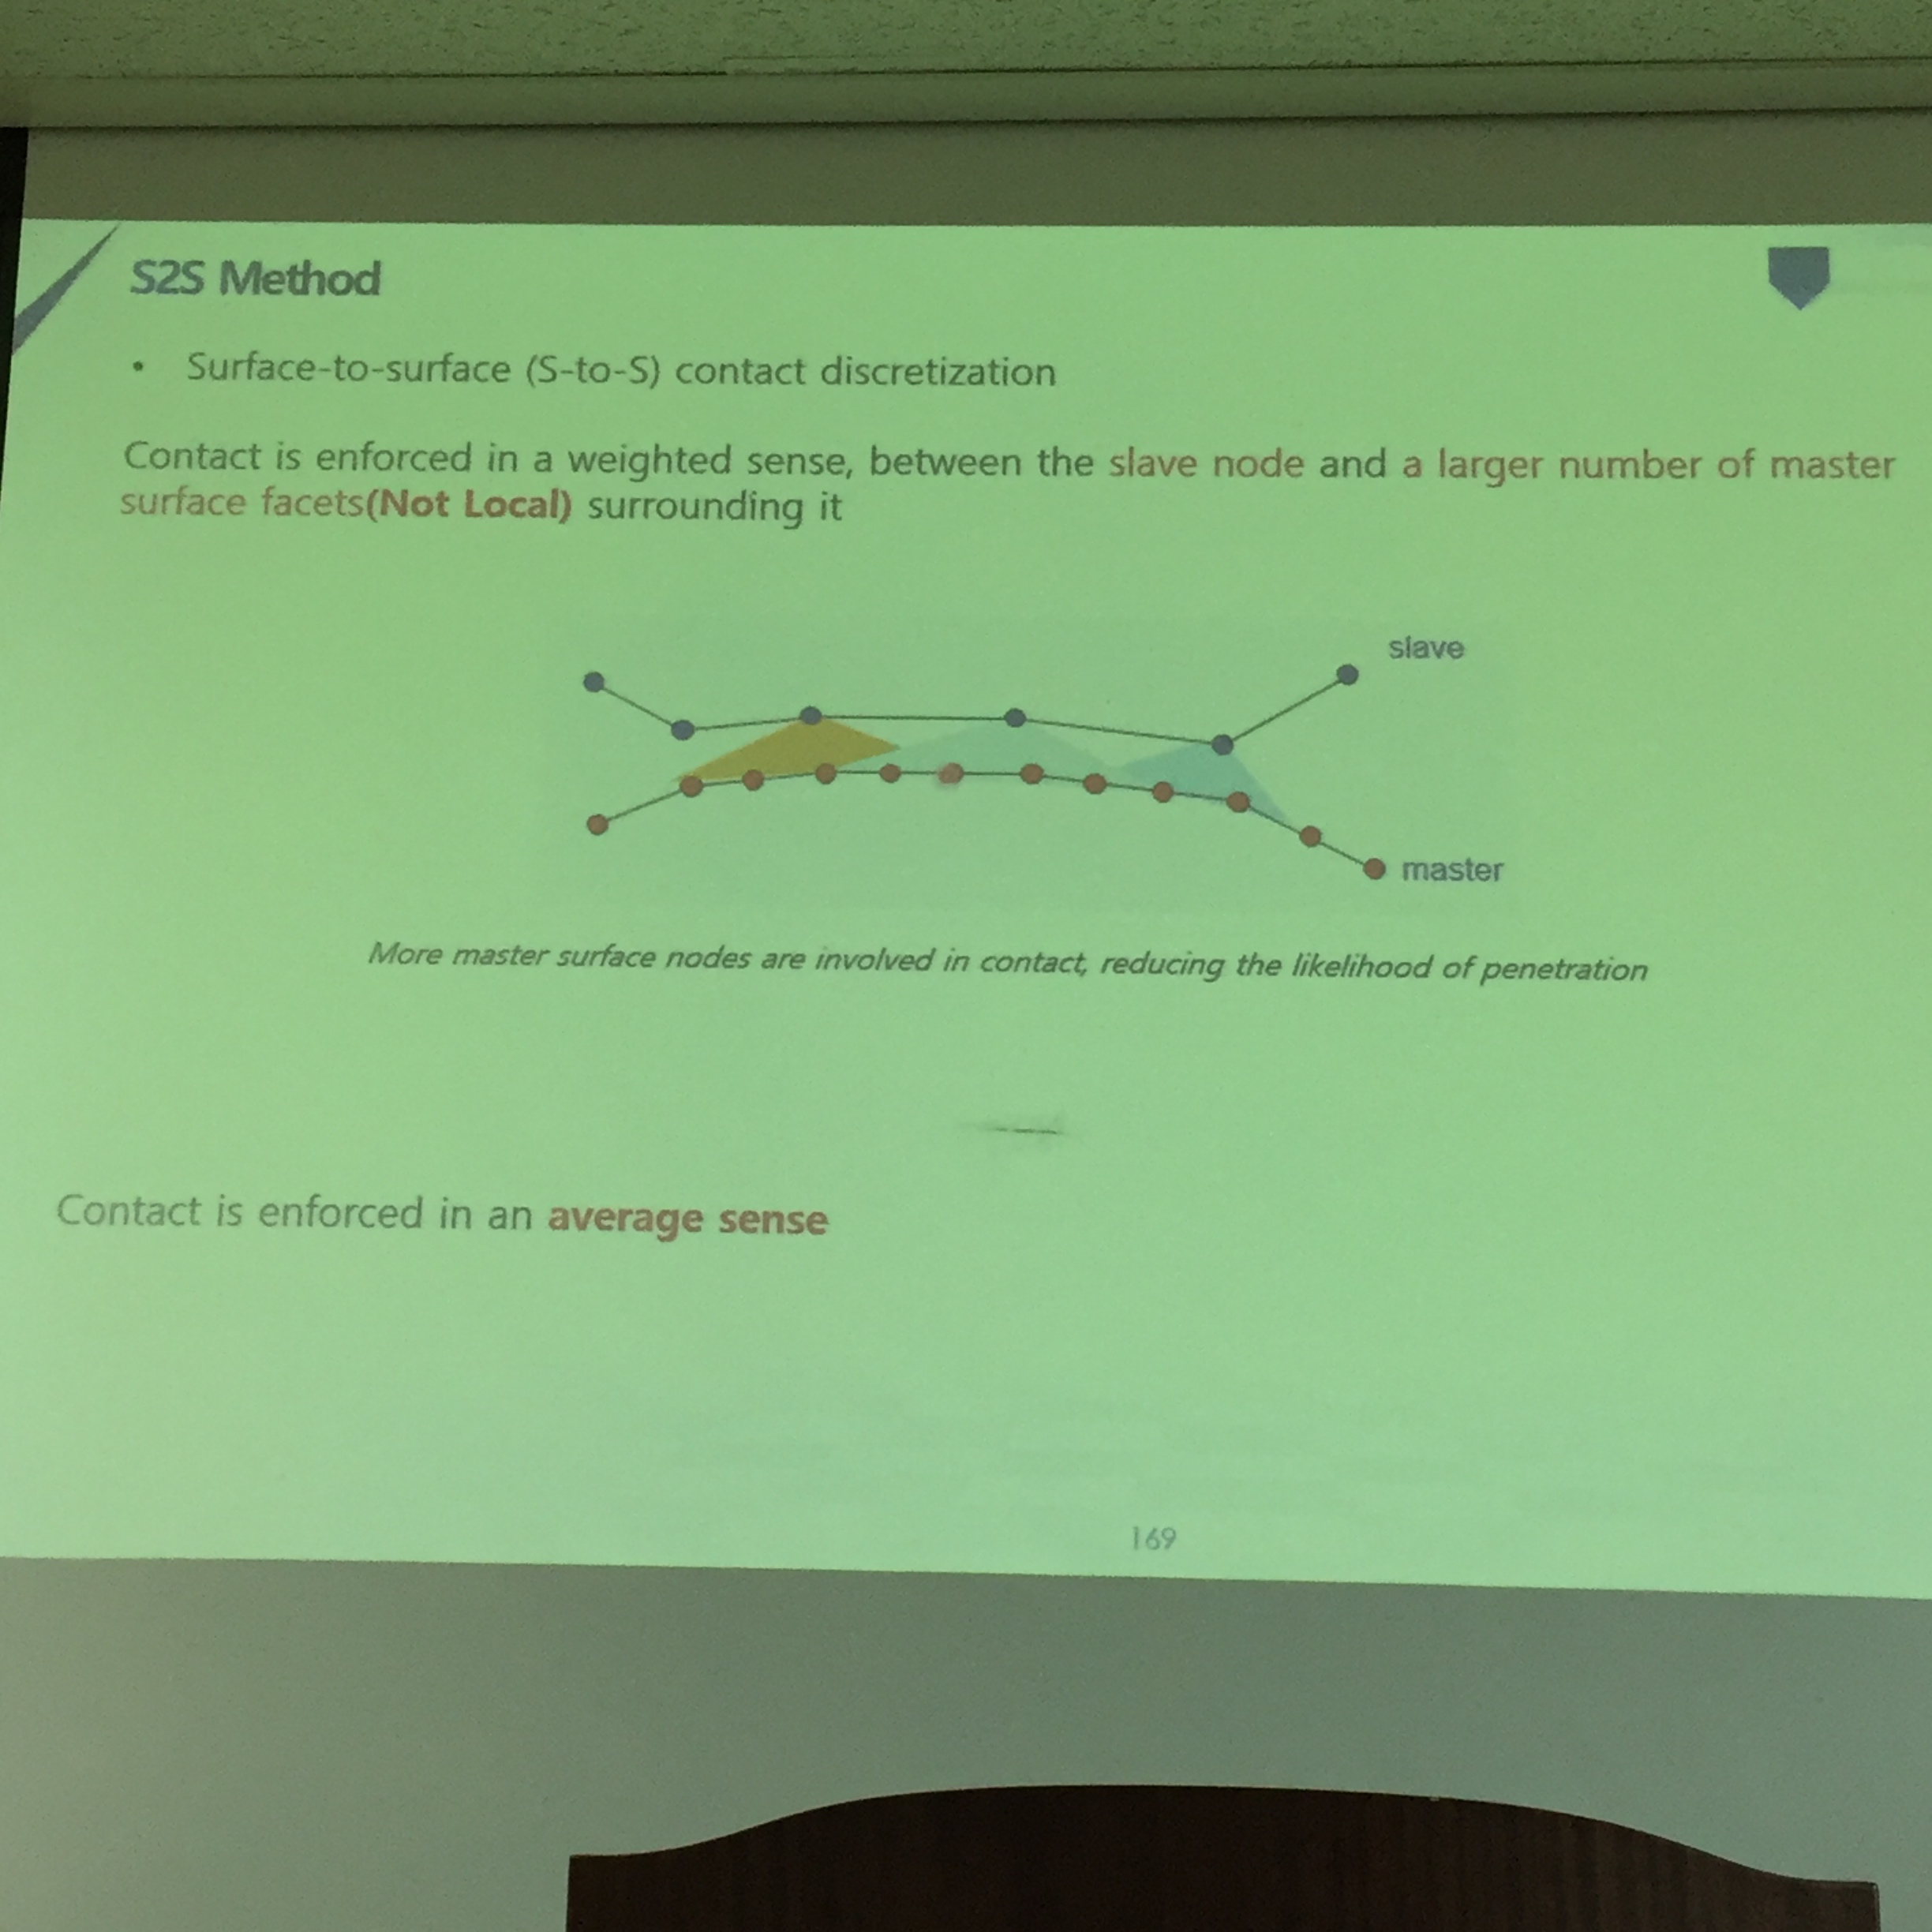 S2S Method
• Surface-to-surface (S-to-S) contact discretization
Contact is enforced in a weighted sense, between the slave node and a larger number of master
surface facets(Not Local) surrounding it
slave
master
More master surface nodes are involved in contact, reducing the likelihood of penetration
Contact is enforced in an average sense
169